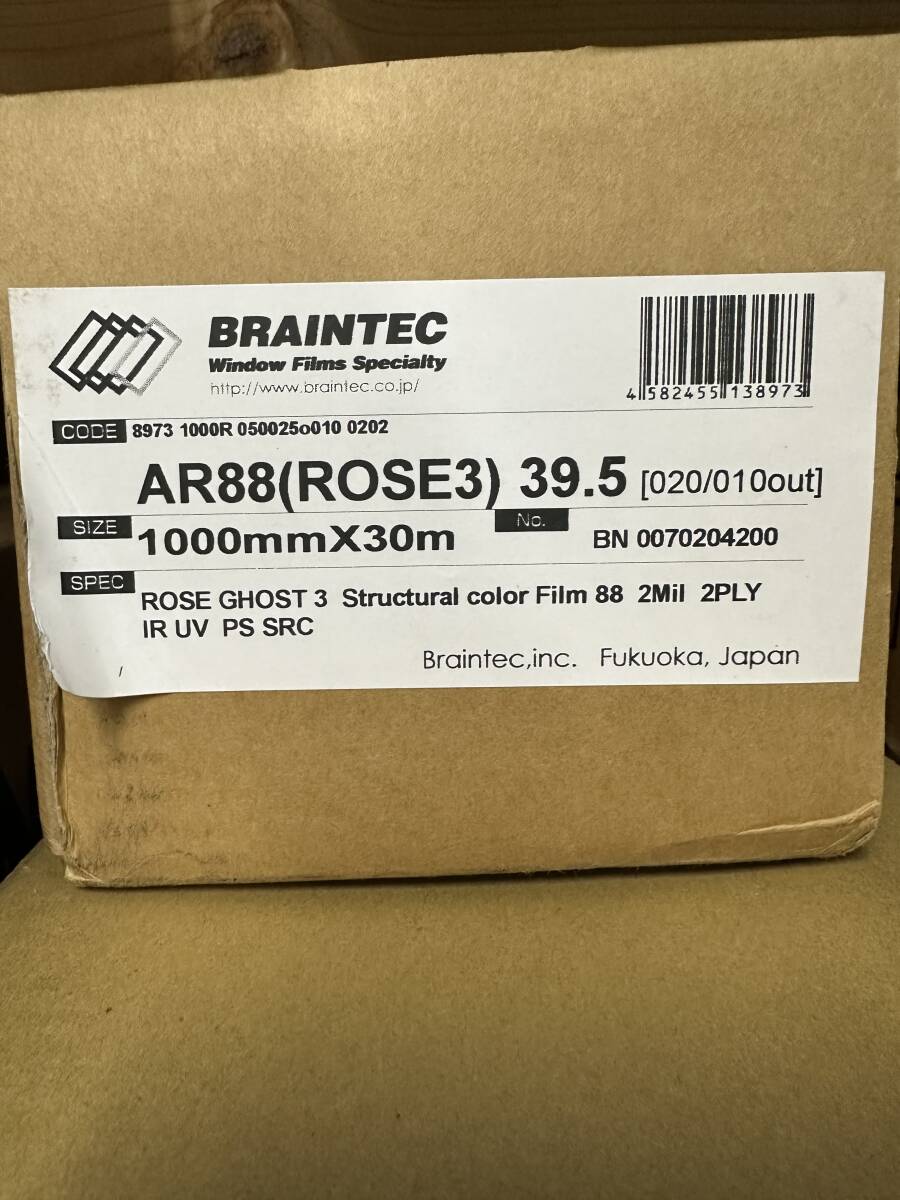 BRAINTEC
Window Films Specialty
http://www.braintec.co.jp/
4 582455 138973
CODE 8973 1000R 050025o010 0202
AR88(ROSE3) 39.5 [020/010out]
SIZE 1000mmX30m No. BN 0070204200
SPEC ROSE GHOST 3 Structural color Film 88 2Mil 2PLY
IR UV PS SRC
Braintec,inc. Fukuoka, Japan